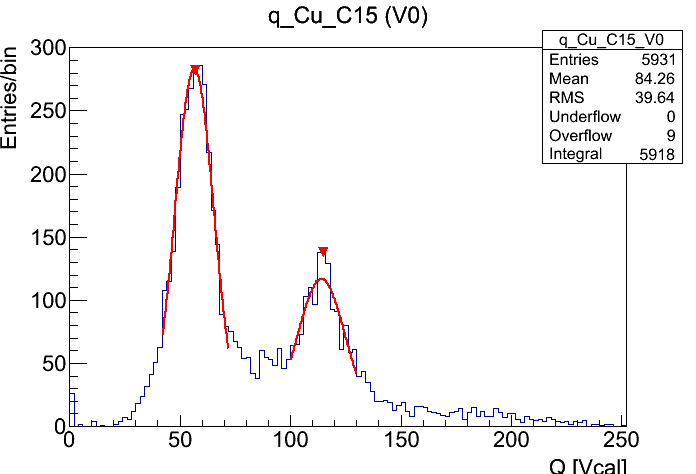 q_Cu_C15 (V0)
q_Cu_C15_V0
Entries 5931
Mean 84.26
RMS 39.64
Underflow 0
Overflow 9
Integral 5918
Entries/bin
300
250
200
150
100
50
0
0 50 100 150 200 250
Q [Vcal]